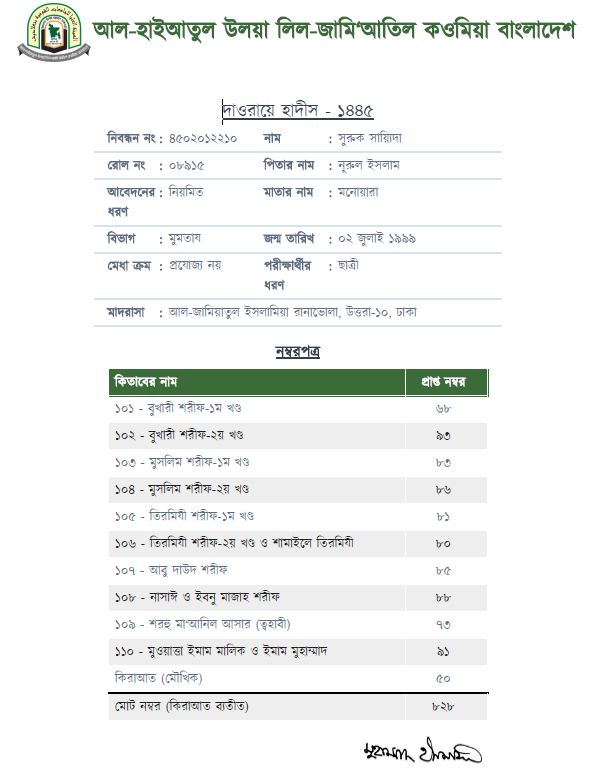 আল-হাইআতুল উলয়া লিল-জামি'আতিল কওমিয়া বাংলাদেশ
দাওরায়ে হাদীস - ১৪৪৫
নিবন্ধন নং : ৪৫০২০১২২১০ নাম : সুরুক সায়্যিদা
রোল নং : ০৮৯১৫ পিতার নাম : নূরুল ইসলাম
আবেদনের : নিয়মিত মাতার নাম : মনোয়ারা
ধরণ
বিভাগ : মুমতায জন্ম তারিখ : ০২ জুলাই ১৯৯৯
মেধা ক্রম : প্রযোজ্য নয় পরীক্ষার্থীর : ছাত্রী
ধরণ
মাদরাসা : আল-জামিয়াতুল ইসলামিয়া রানাভোলা, উত্তরা-১০, ঢাকা
নম্বরপত্র
কিতাবের নাম প্রাপ্ত নম্বর
১০১ - বুখারী শরীফ-১ম খণ্ড ৬৮
১০২ - বুখারী শরীফ-২য় খণ্ড ৯৩
১০৩ - মুসলিম শরীফ-১ম খণ্ড ৮৩
১০৪ - মুসলিম শরীফ-২য় খণ্ড ৮৬
১০৫ - তিরমিযী শরীফ-১ম খণ্ড ৮১
১০৬ - তিরমিযী শরীফ-২য় খণ্ড ও শামাইলে তিরমিযী ৮০
১০৭ - আবু দাউদ শরীফ ৮৫
১০৮ - নাসাঈ ও ইবনু মাজাহ শরীফ ৮৮
১০৯ - শরহু মা'আনিল আসার (ত্বহাবী) ৭৩
১১০ - মুওয়াত্তা ইমাম মালিক ও ইমাম মুহাম্মাদ ৯১
কিরাআত (মৌখিক) ৫০
মোট নম্বর (কিরাআত ব্যতীত) ৮২৮